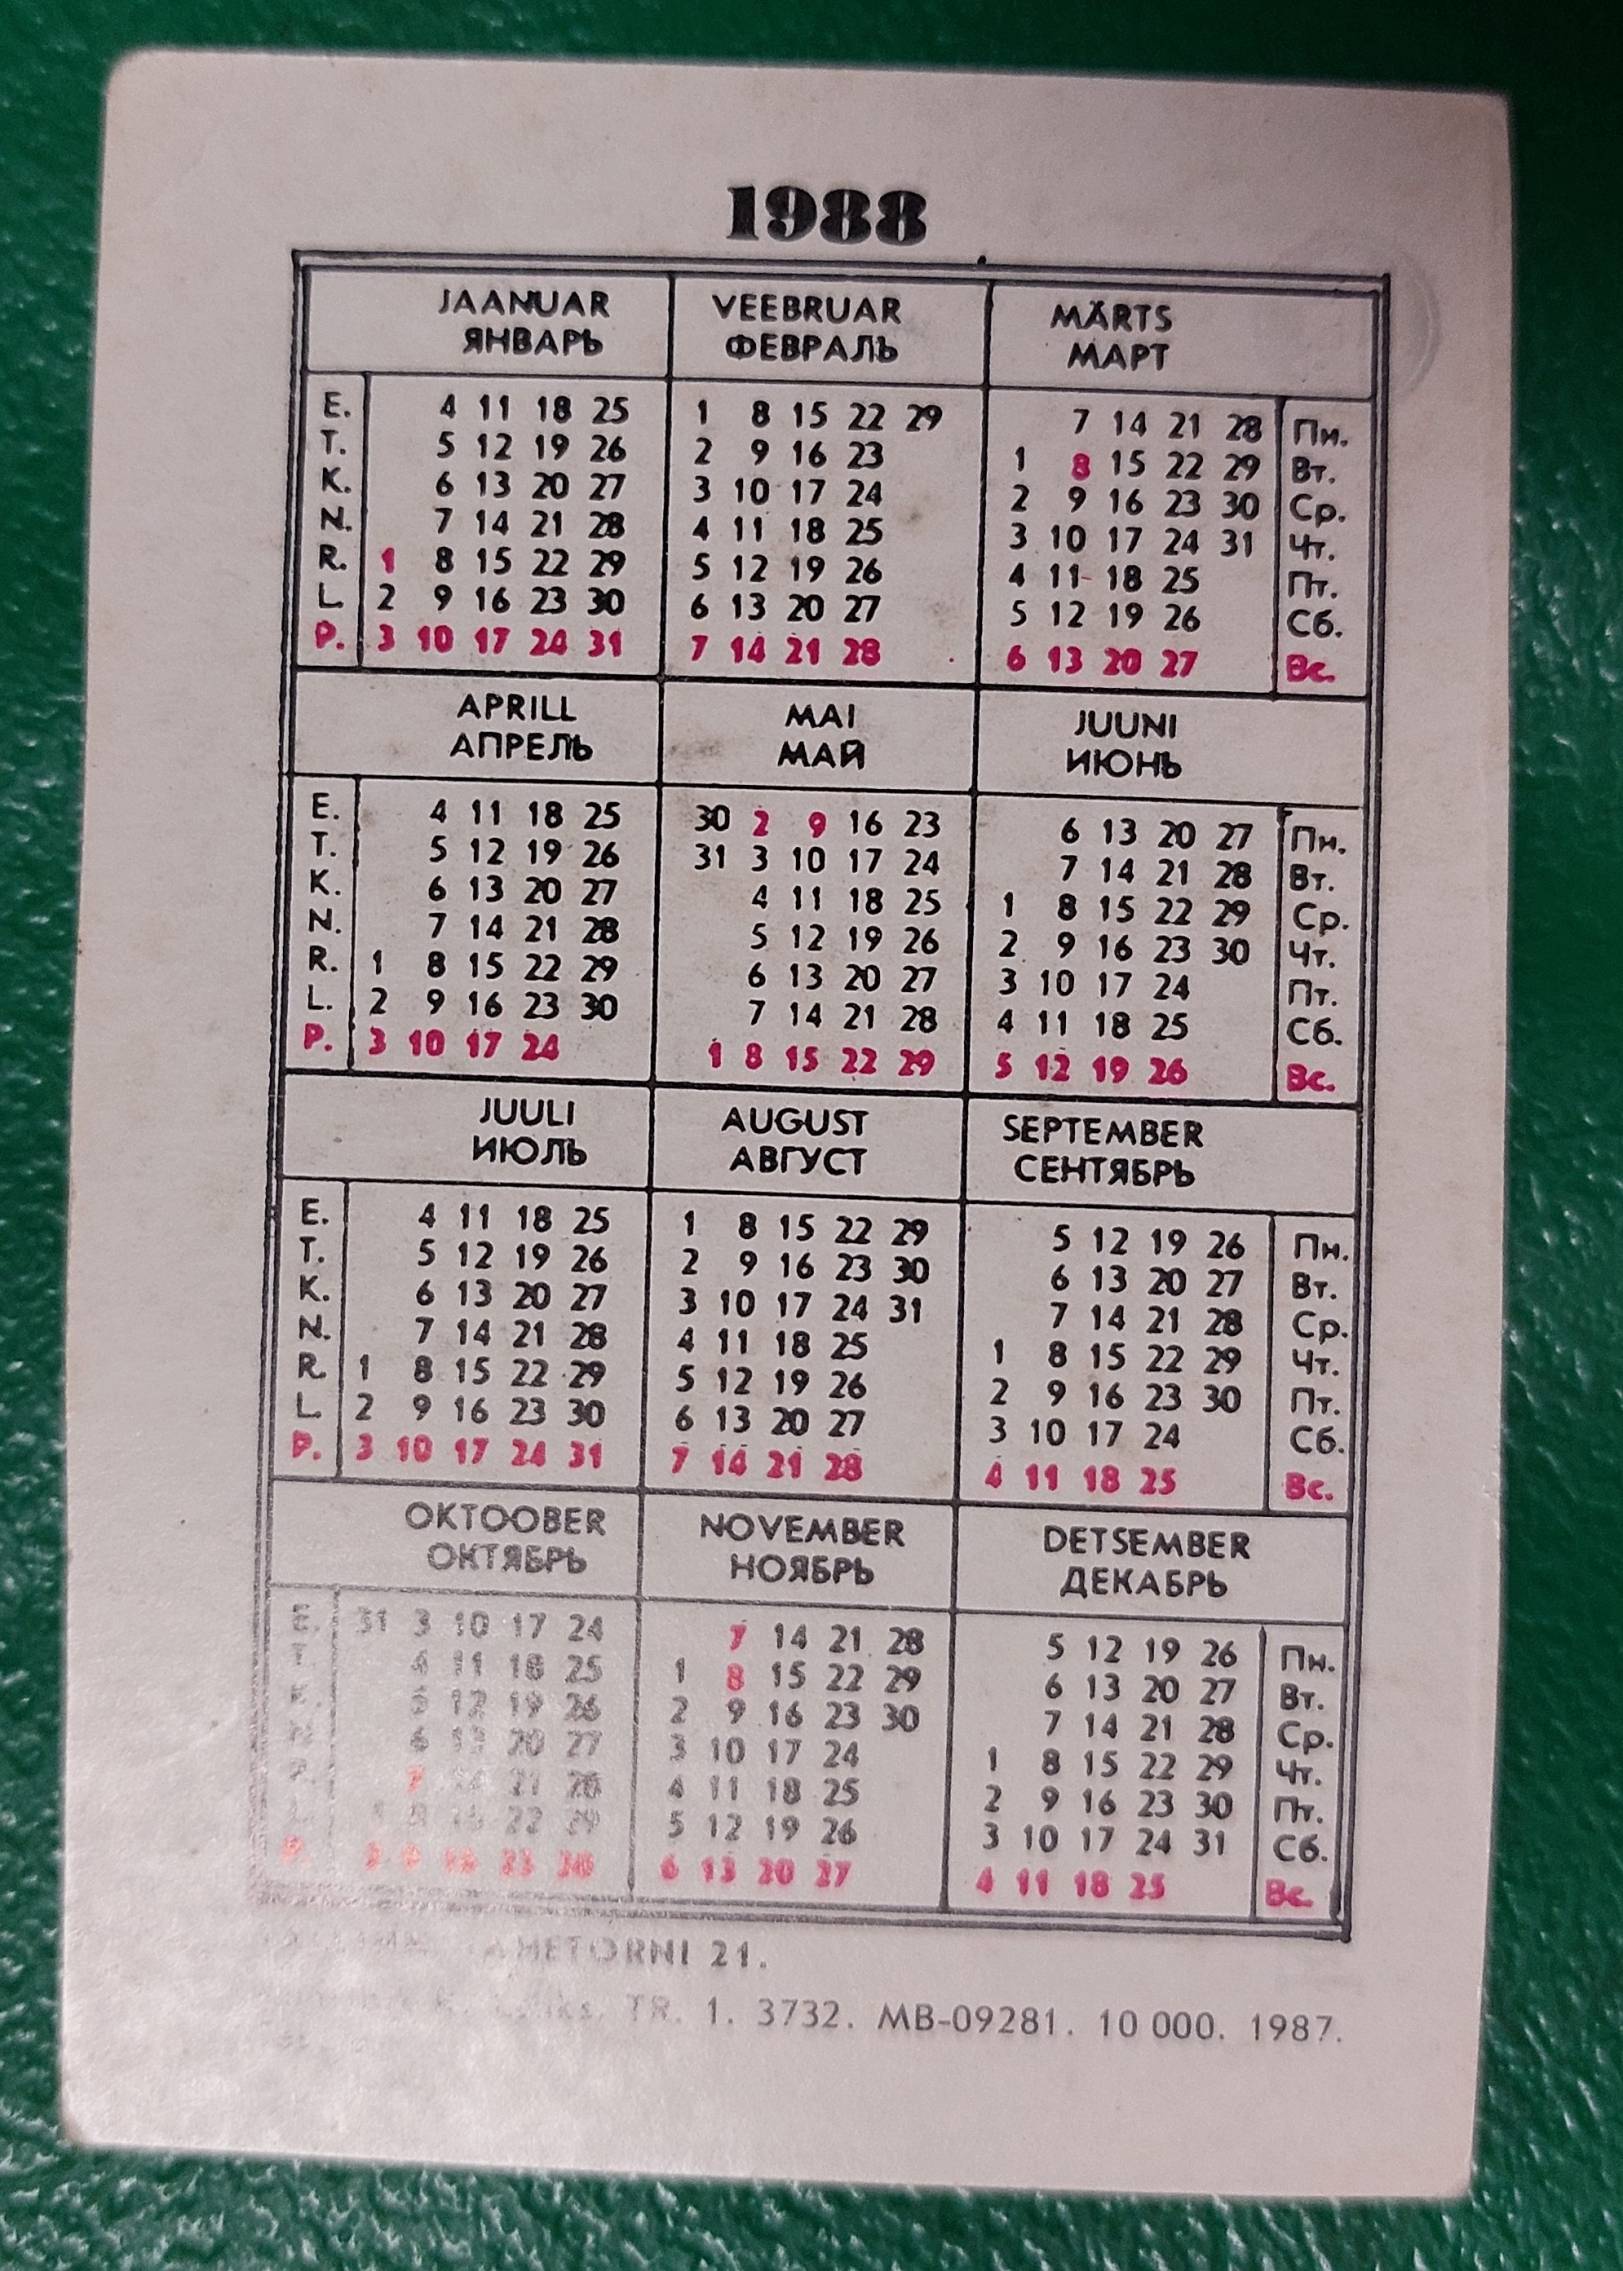 1988
JAANUAR VEEBRUAR MÄRTS
ЯНВАРЬ ФЕВРАЛЬ МАРТ
E. 4 11 18 25 1 8 15 22 29 7 14 21 28 Пн.
T. 5 12 19 26 2 9 16 23 1 8 15 22 29 Вт.
K. 6 13 20 27 3 10 17 24 2 9 16 23 30 Ср.
N. 7 14 21 28 4 11 18 25 3 10 17 24 31 Чт.
R. 1 8 15 22 29 5 12 19 26 4 11 18 25 Пт.
L 2 9 16 23 30 6 13 20 27 5 12 19 26 Сб.
P. 3 10 17 24 31 7 14 21 28 6 13 20 27 Вс.
APRILL MAI JUUNI
АПРЕЛЬ МАЙ ИЮНЬ
E. 4 11 18 25 30 2 9 16 23 6 13 20 27 Пн.
T. 5 12 19 26 31 3 10 17 24 7 14 21 28 Вт.
K. 6 13 20 27 4 11 18 25 1 8 15 22 29 Ср.
N. 7 14 21 28 5 12 19 26 2 9 16 23 30 Чт.
R. 1 8 15 22 29 6 13 20 27 3 10 17 24 Пт.
L. 2 9 16 23 30 7 14 21 28 4 11 18 25 Сб.
P. 3 10 17 24 1 8 15 22 29 5 12 19 26 Вс.
JUULI AUGUST SEPTEMBER
ИЮЛЬ АВГУСТ СЕНТЯБРЬ
E. 4 11 18 25 1 8 15 22 29 5 12 19 26 Пн.
T. 5 12 19 26 2 9 16 23 30 6 13 20 27 Вт.
K. 6 13 20 27 3 10 17 24 31 7 14 21 28 Ср.
N. 7 14 21 28 4 11 18 25 1 8 15 22 29 Чт.
R. 1 8 15 22 29 5 12 19 26 2 9 16 23 30 Пт.
L 2 9 16 23 30 6 13 20 27 3 10 17 24 Сб.
P. 3 10 17 24 31 7 14 21 28 4 11 18 25 Вс.
OKTOOBER NOVEMBER DETSEMBER
ОКТЯБРЬ НОЯБРЬ ДЕКАБРЬ
E. 31 3 10 17 24 7 14 21 28 5 12 19 26 Пн.
T. 4 11 18 25 1 8 15 22 29 6 13 20 27 Вт.
K. 5 12 19 26 2 9 16 23 30 7 14 21 28 Ср.
N. 6 13 20 27 3 10 17 24 1 8 15 22 29 Чт.
R. 7 14 21 28 4 11 18 25 2 9 16 23 30 Пт.
L. 1 8 15 22 29 5 12 19 26 3 10 17 24 31 Сб.
P. 2 9 16 23 30 6 13 20 27 4 11 18 25 Вс.
21.
TR. 1. 3732. MB-09281. 10 000. 1987.